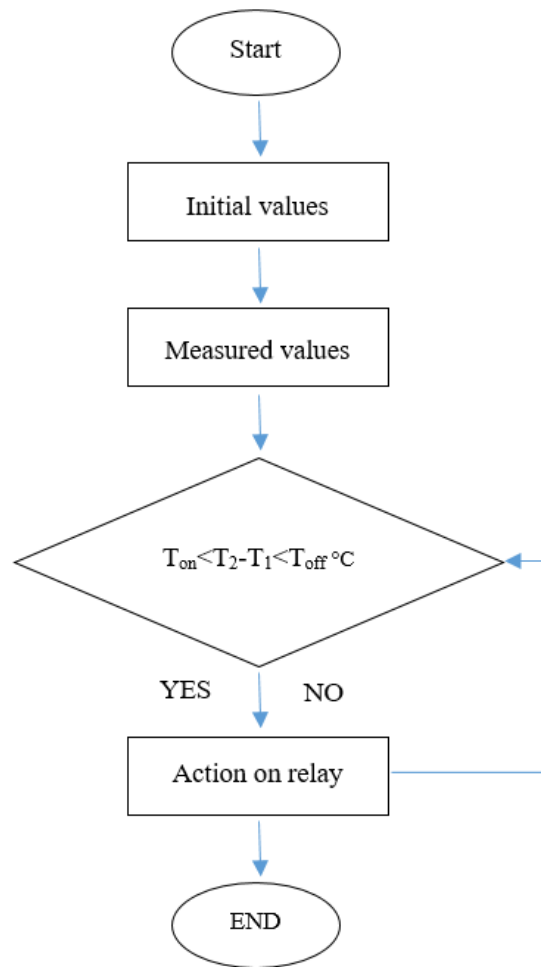 Start
Initial values
Measured values
Tₒₙ<T₂-T₁<Tₒff °C
YES NO
Action on relay
END